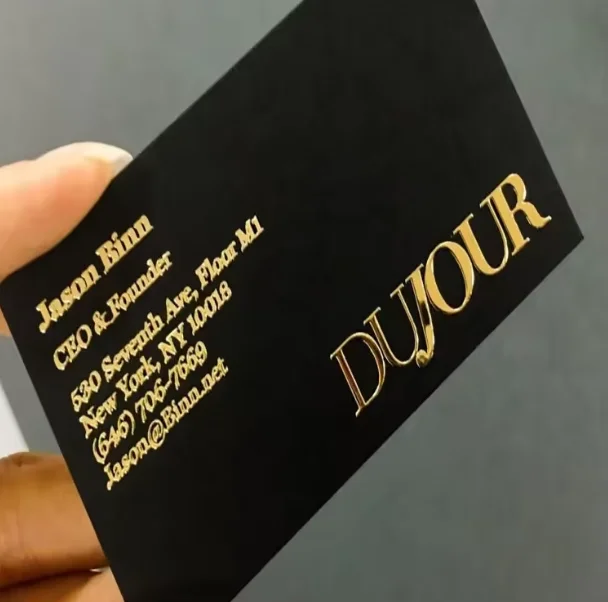 Jason Binn
CEO & Founder
530 Seventh Ave, Floor M1
New York, NY 10018
(646) 706-7669
Jason@Binn.net
DUJOUR